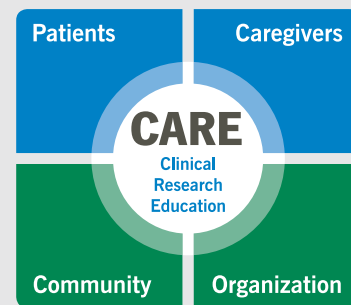 Patients
Caregivers
CARE
Clinical
Research
Education
Community
Organization